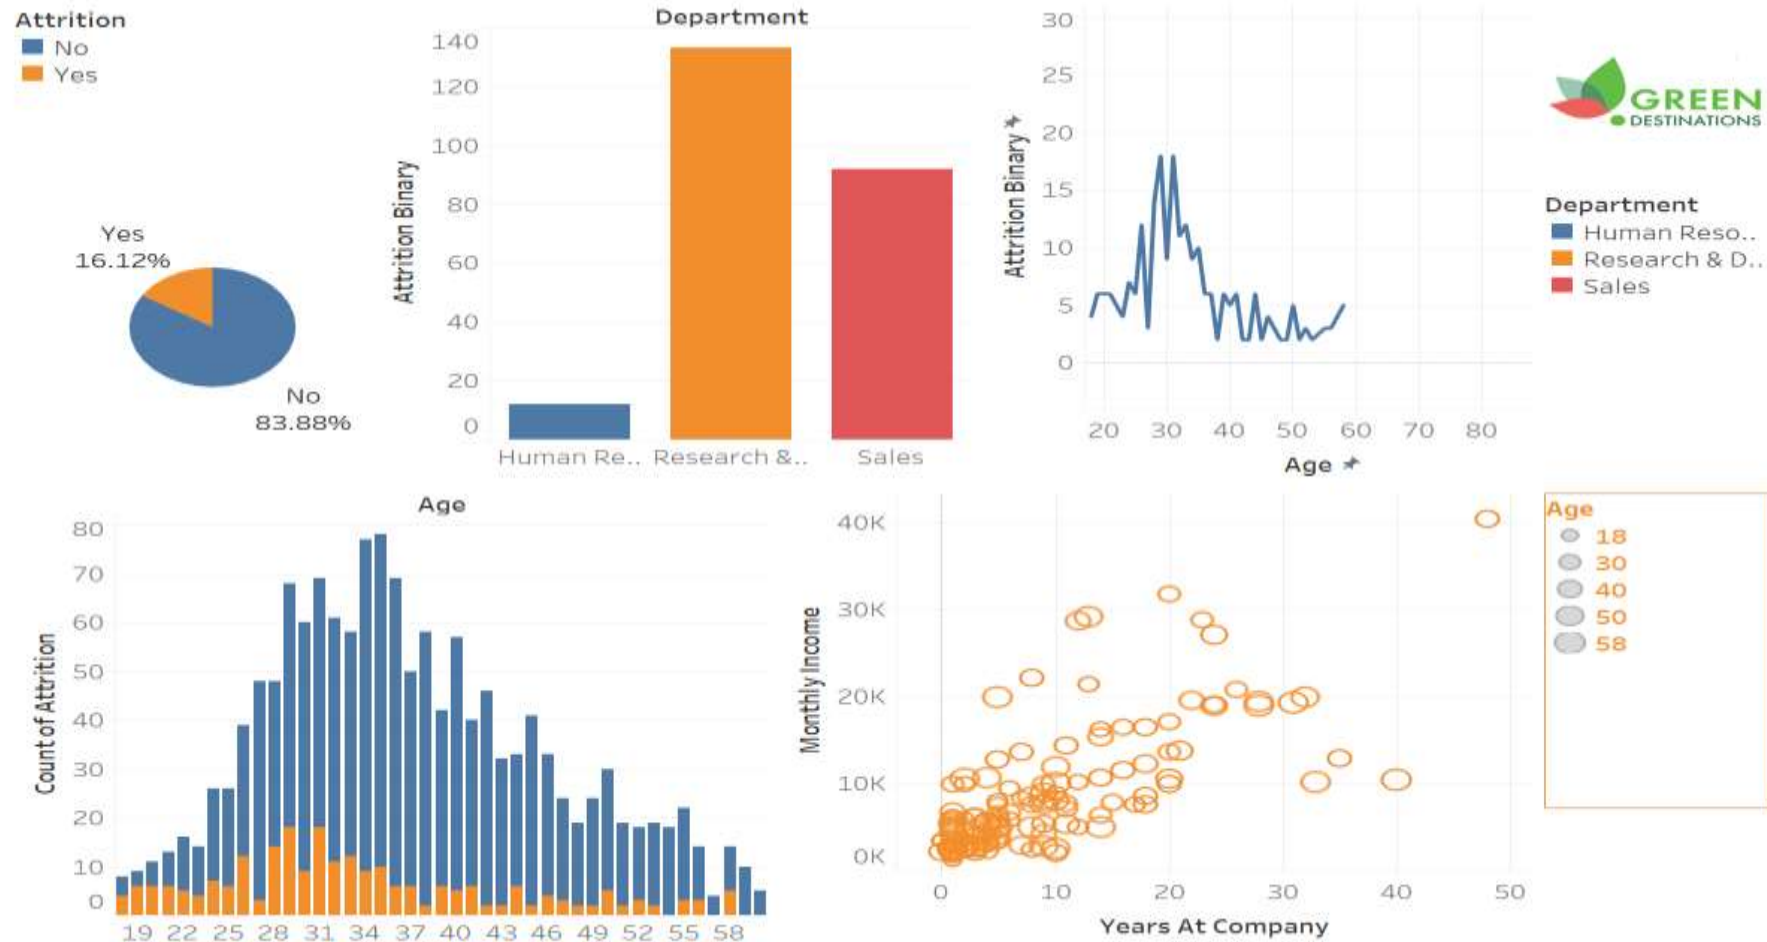 Attrition
No
Yes
Yes
16.12%
No
83.88%
Department
Attrition Binary
140
120
100
80
60
40
20
0
Human Re..
Research &..
Sales
Attrition Binary
30
25
20
15
10
5
0
20 30 40 50 60 70 80
Age
GREEN
DESTINATIONS
Department
Human Reso..
Research & D..
Sales
Age
Count of Attrition
80
70
60
50
40
30
20
10
0
19 22 25 28 31 34 37 40 43 46 49 52 55 58
Monthly Income
40K
30K
20K
10K
0K
0 10 20 30 40 50
Years At Company
Age
18
30
40
50
58